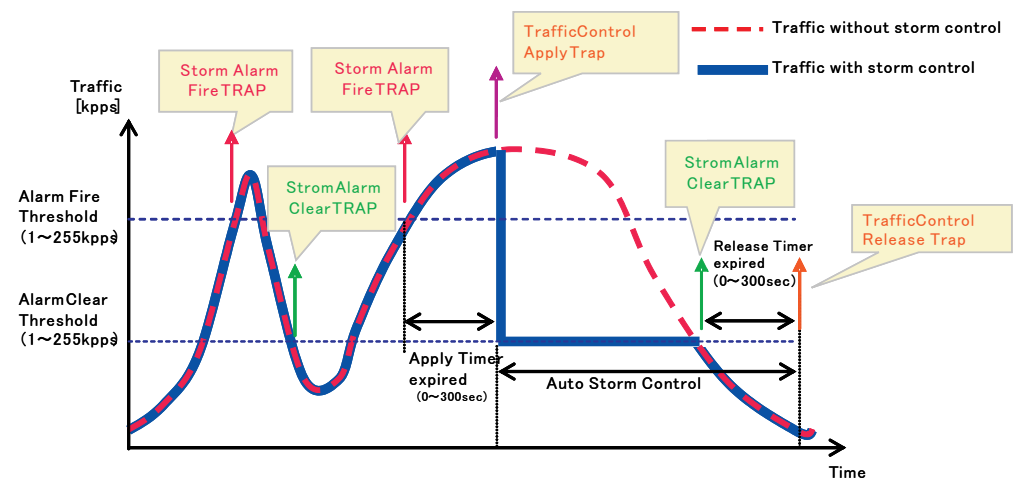 Traffic without storm control
Traffic with storm control
TrafficControl
ApplyTrap
Storm Alarm
FireTRAP
Storm Alarm
FireTRAP
Traffic
[kpps]
StromAlarm
ClearTRAP
StromAlarm
ClearTRAP
Alarm Fire
Threshold
(1～255kpps)
TrafficControl
Release Trap
Release Timer
expired
(0～300sec)
AlarmClear
Threshold
(1～255kpps)
Apply Timer
expired
(0～300sec)
Auto Storm Control
Time